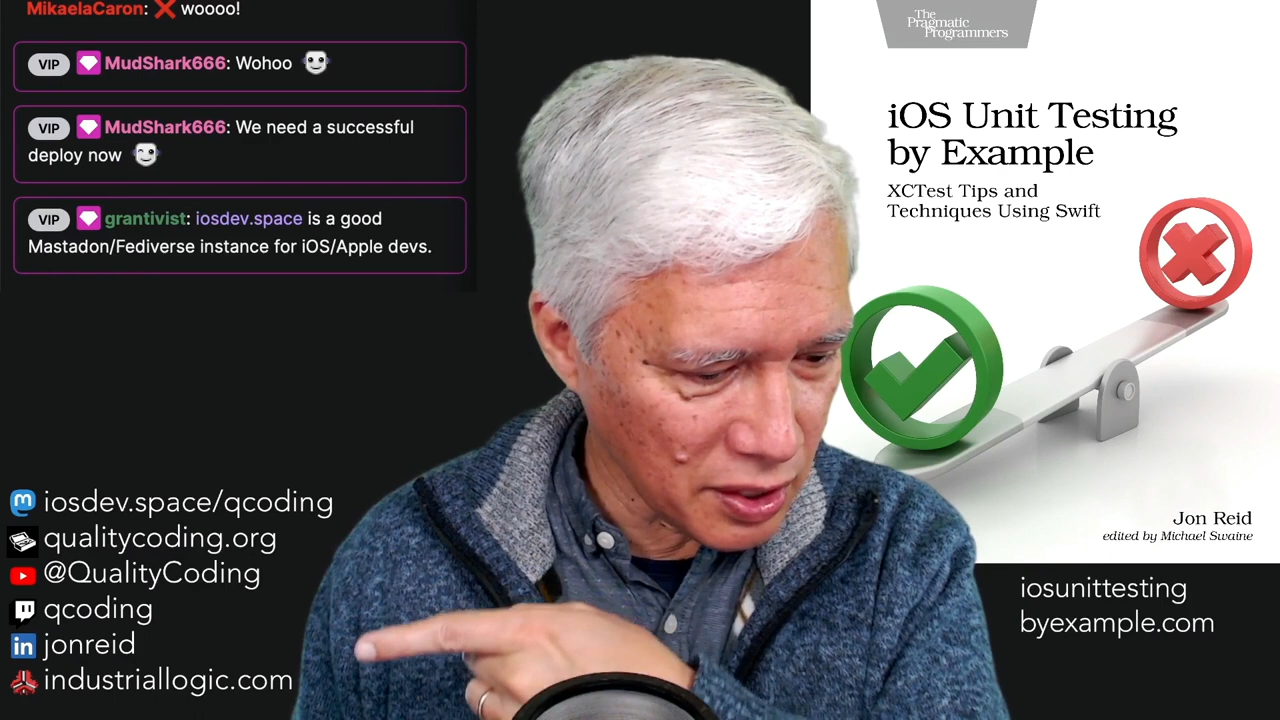 MikaelaCaron: ❌ woooo!
VIP MudShark666: Wohoo
VIP MudShark666: We need a successful
deploy now
VIP grantivist: iosdev.space is a good
Mastadon/Fediverse instance for iOS/Apple devs.
iosdev.space/qcoding
qualitycoding.org
@QualityCoding
qcoding
in jonreid
industriallogic.com
The
Pragmatic
Programmers
iOS Unit Testing
by Example
XCTest Tips and
Techniques Using Swift
Jon Reid
edited by Michael Swaine
iosunittesting
byexample.com